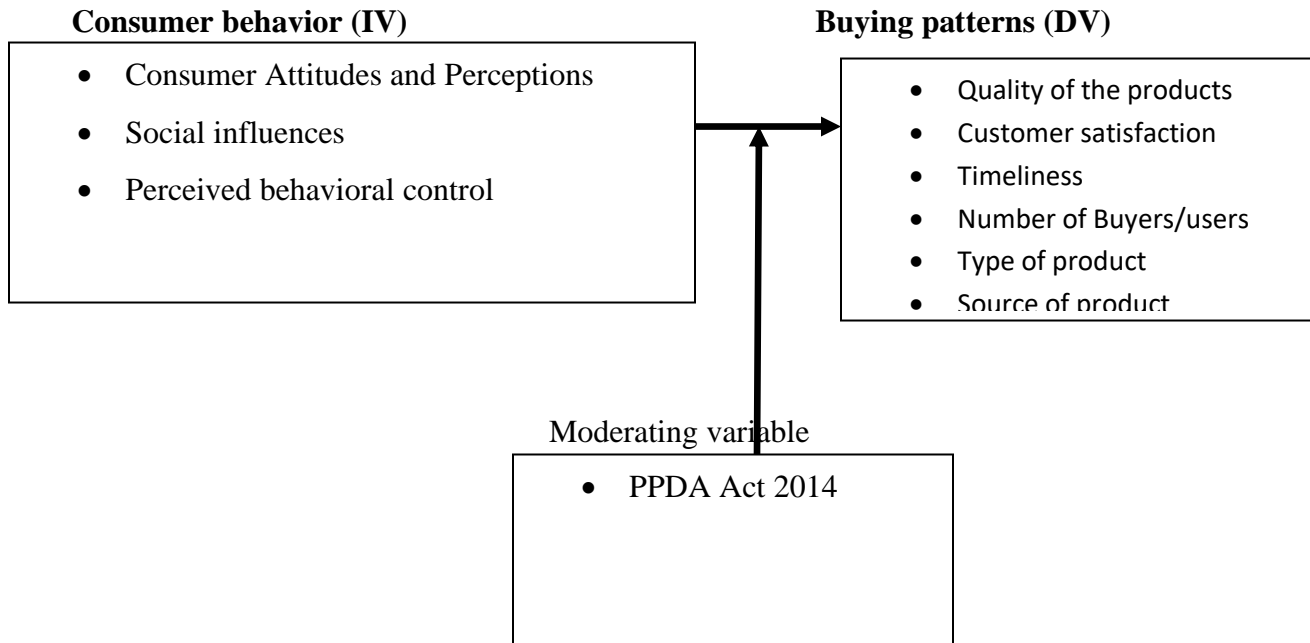 Consumer behavior (IV)
Buying patterns (DV)
• Consumer Attitudes and Perceptions
• Social influences
• Perceived behavioral control
• Quality of the products
• Customer satisfaction
• Timeliness
• Number of Buyers/users
• Type of product
• Source of product
Moderating variable
• PPDA Act 2014